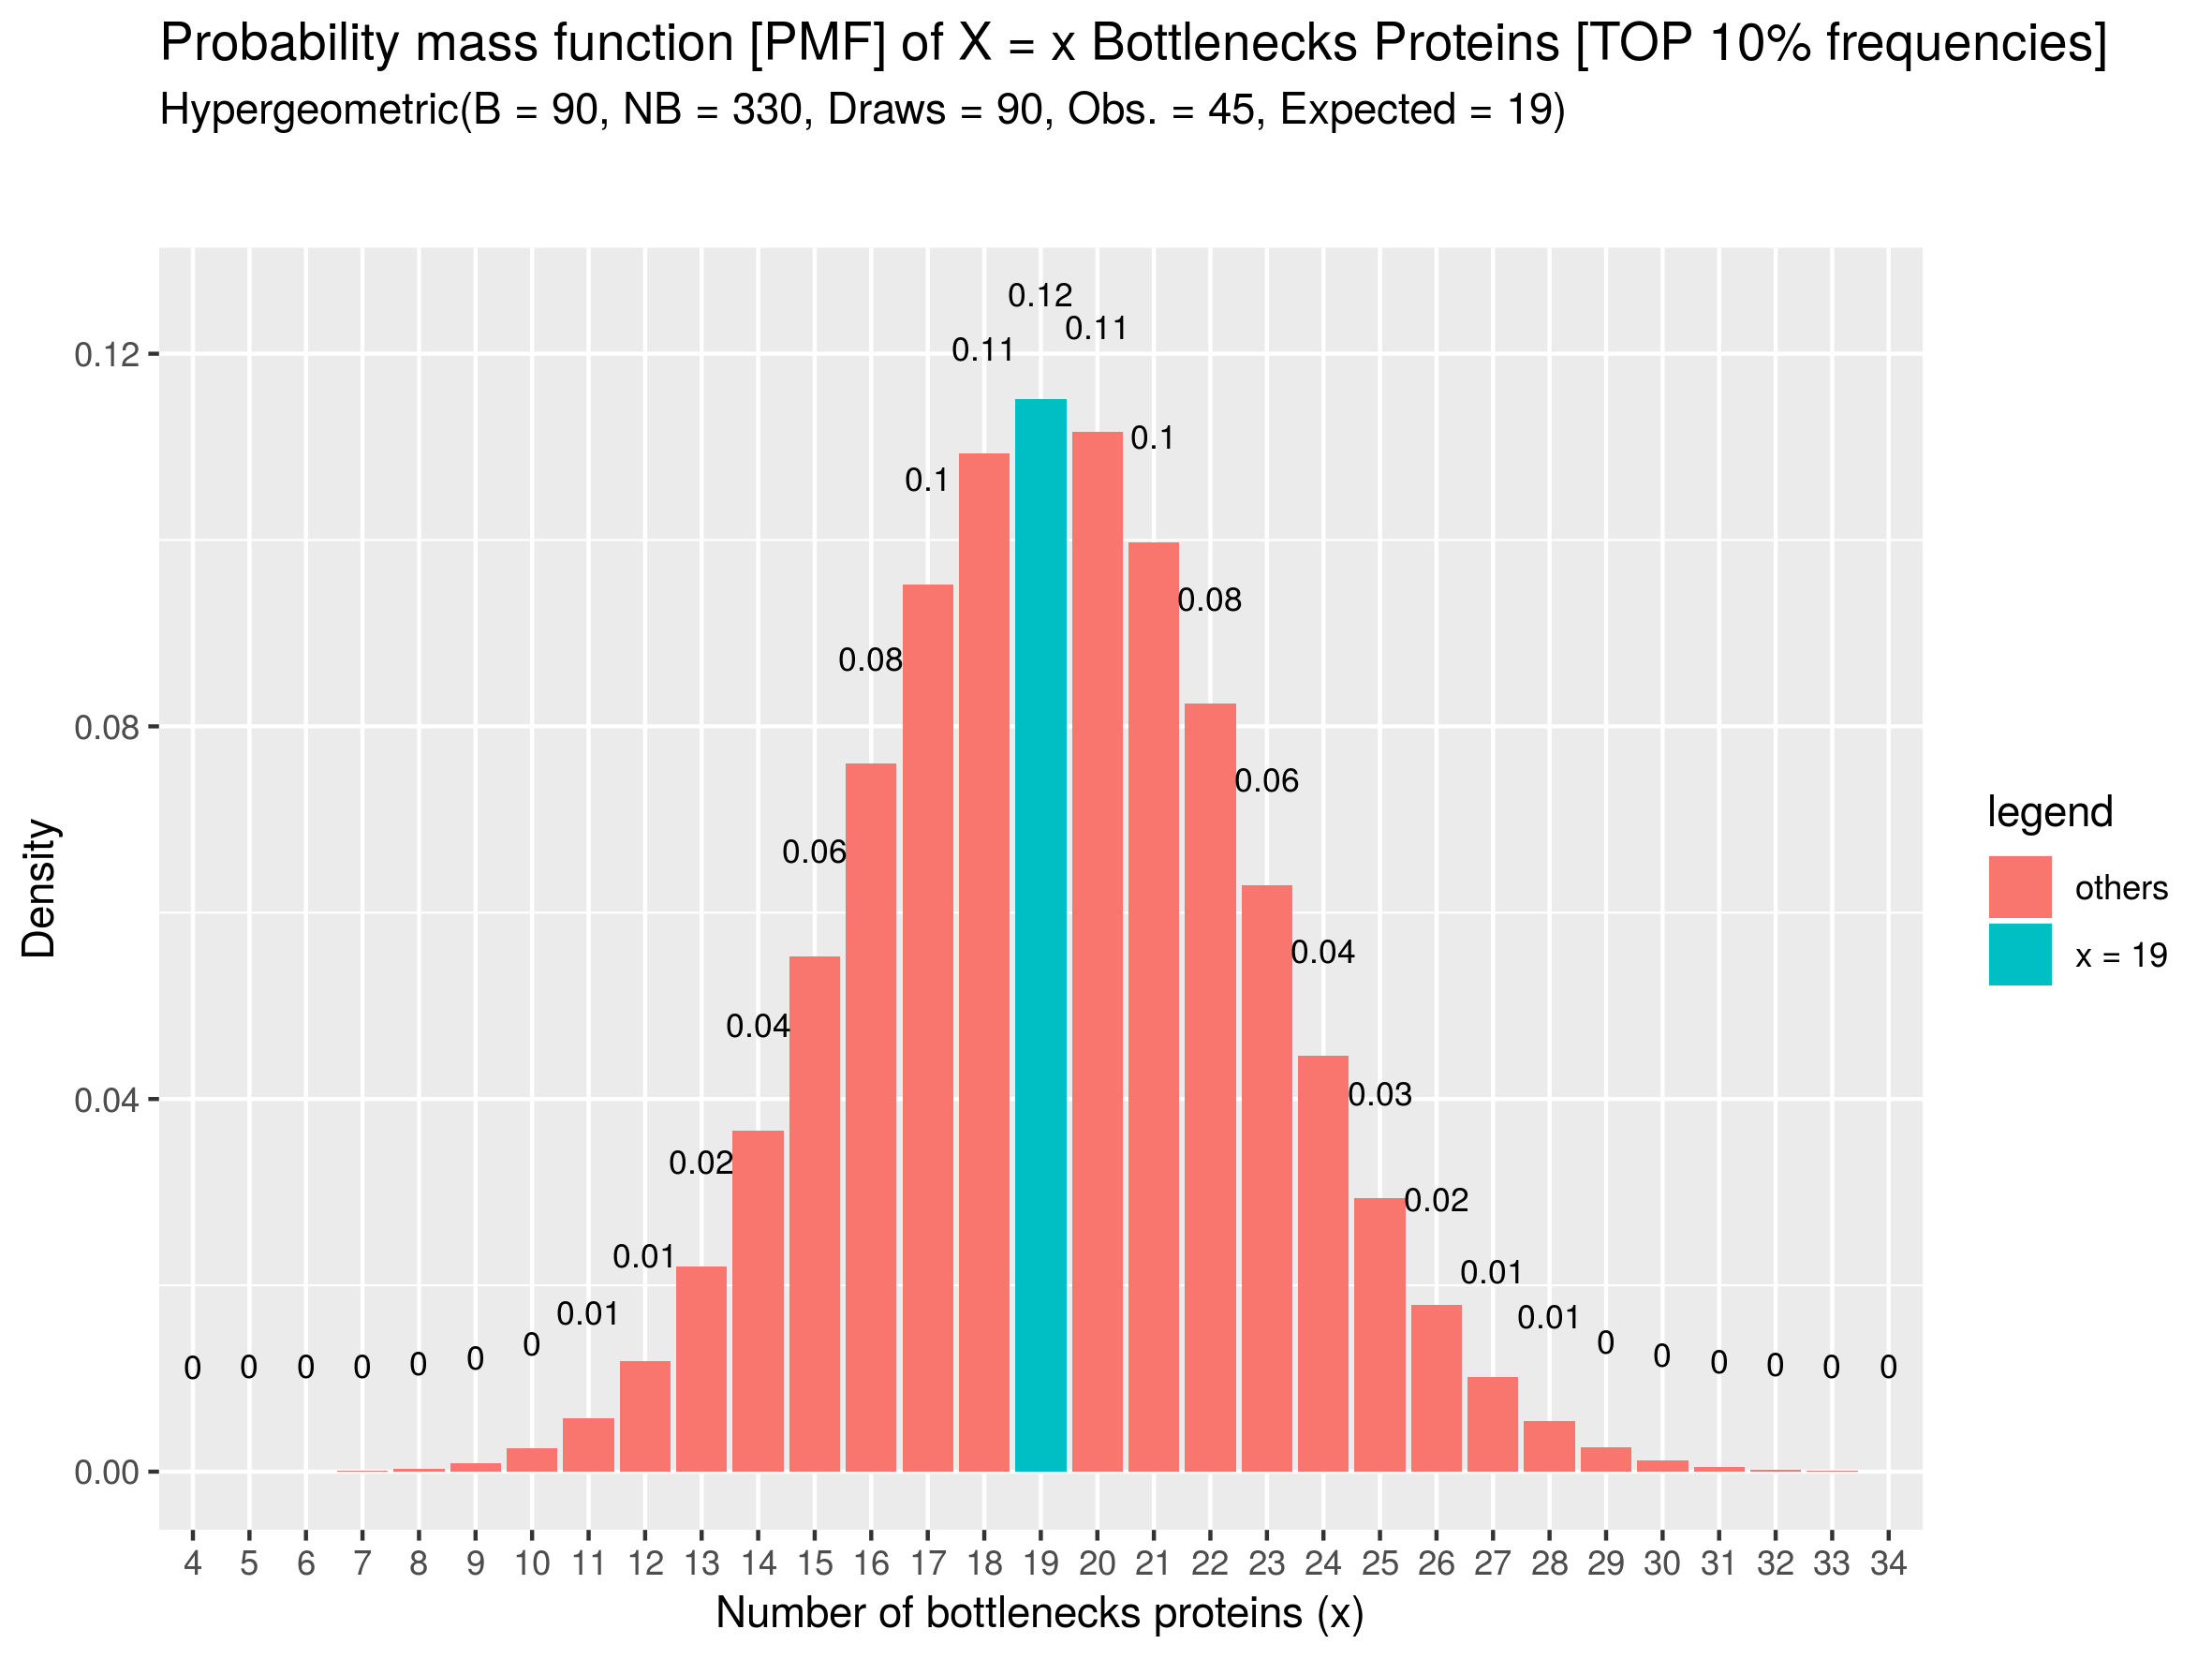 Probability mass function [PMF] of X = x Bottlenecks Proteins [TOP 10% frequencies]
Hypergeometric(B = 90, NB = 330, Draws = 90, Obs. = 45, Expected = 19)
0.12
0.11
0.11
0.12
0.1
0.1
0.08
0.08
0.08
0.06
0.06
0.04
0.04
0.04
0.03
0.02
0.02
0.01
0.01
0.01
0.01
0 0 0 0 0 0 0
0 0 0 0 0 0
0.00
4 5 6 7 8 9 10 11 12 13 14 15 16 17 18 19 20 21 22 23 24 25 26 27 28 29 30 31 32 33 34
Number of bottlenecks proteins (x)
Density
legend
others
x = 19